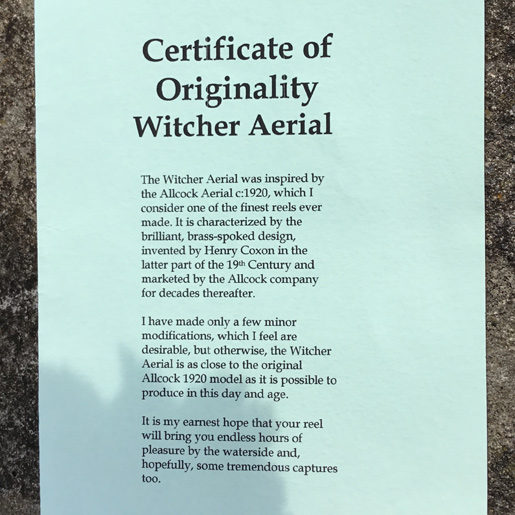 Certificate of
Originality
Witcher Aerial
The Witcher Aerial was inspired by
the Allcock Aerial c:1920, which I
consider one of the finest reels ever
made. It is characterized by the
brilliant, brass-spoked design,
invented by Henry Coxon in the
latter part of the 19th Century and
marketed by the Allcock company
for decades thereafter.
I have made only a few minor
modifications, which I feel are
desirable, but otherwise, the Witcher
Aerial is as close to the original
Allcock 1920 model as it is possible to
produce in this day and age.
It is my earnest hope that your reel
will bring you endless hours of
pleasure by the waterside and,
hopefully, some tremendous captures
too.